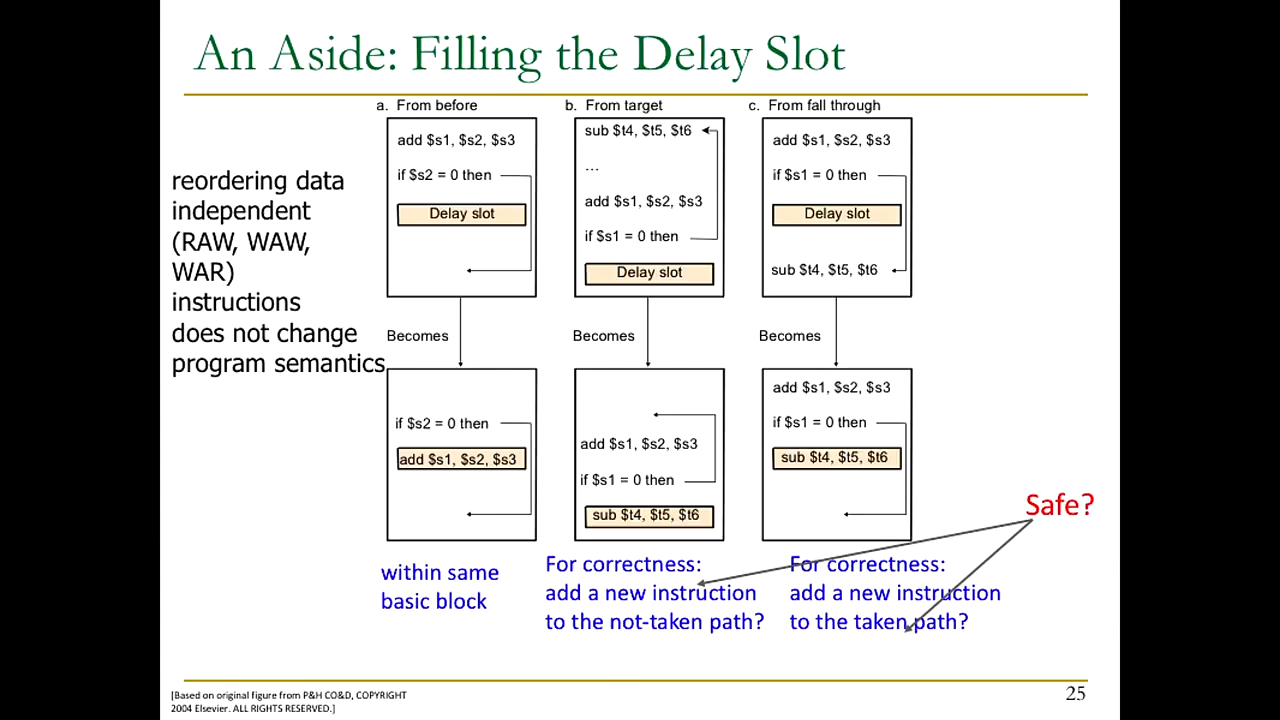 An Aside: Filling the Delay Slot
a. From before
b. From target
c. From fall through
reordering data
independent
(RAW, WAW,
WAR)
instructions
does not change
program semantics
add $s1, $s2, $s3
if $s2 = 0 then
Delay slot
sub $t4, $t5, $t6
...
add $s1, $s2, $s3
if $s1 = 0 then
Delay slot
add $s1, $s2, $s3
if $s1 = 0 then
Delay slot
sub $t4, $t5, $t6
Becomes
Becomes
Becomes
if $s2 = 0 then
add $s1, $s2, $s3
add $s1, $s2, $s3
if $s1 = 0 then
sub $t4, $t5, $t6
add $s1, $s2, $s3
if $s1 = 0 then
sub $t4, $t5, $t6
Safe?
within same
basic block
For correctness:
add a new instruction
to the not-taken path?
For correctness:
add a new instruction
to the taken path?
[Based on original figure from P&H CO&D, COPYRIGHT
2004 Elsevier. ALL RIGHTS RESERVED.]
25